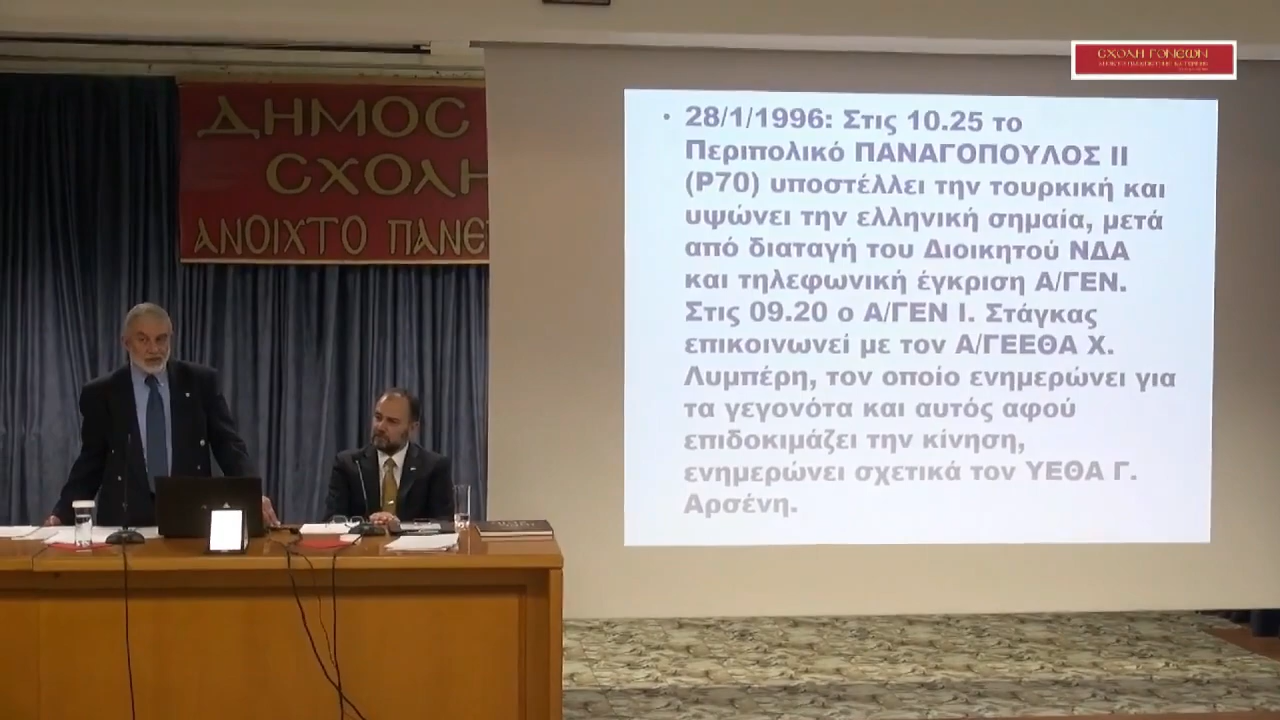 ΣΧΟΛΗ ΓΟΝΕΩΝ
ΔΗΜΟΣ
ΣΧΟΛΗ
ΑΝΟΙΧΤΟ ΠΑΝΕ
• 28/1/1996: Στις 10.25 το
Περιπολικό ΠΑΝΑΓΟΠΟΥΛΟΣ ΙΙ
(P70) υποστέλλει την τουρκική και
υψώνει την ελληνική σημαία, μετά
από διαταγή του Διοικητού ΝΔΑ
και τηλεφωνική έγκριση Α/ΓΕΝ.
Στις 09.20 ο Α/ΓΕΝ Ι. Στάγκας
επικοινωνεί με τον Α/ΓΕΕΘΑ Χ.
Λυμπέρη, τον οποίο ενημερώνει για
τα γεγονότα και αυτός αφού
επιδοκιμάζει την κίνηση,
ενημερώνει σχετικά τον ΥΕΘΑ Γ.
Αρσένη.